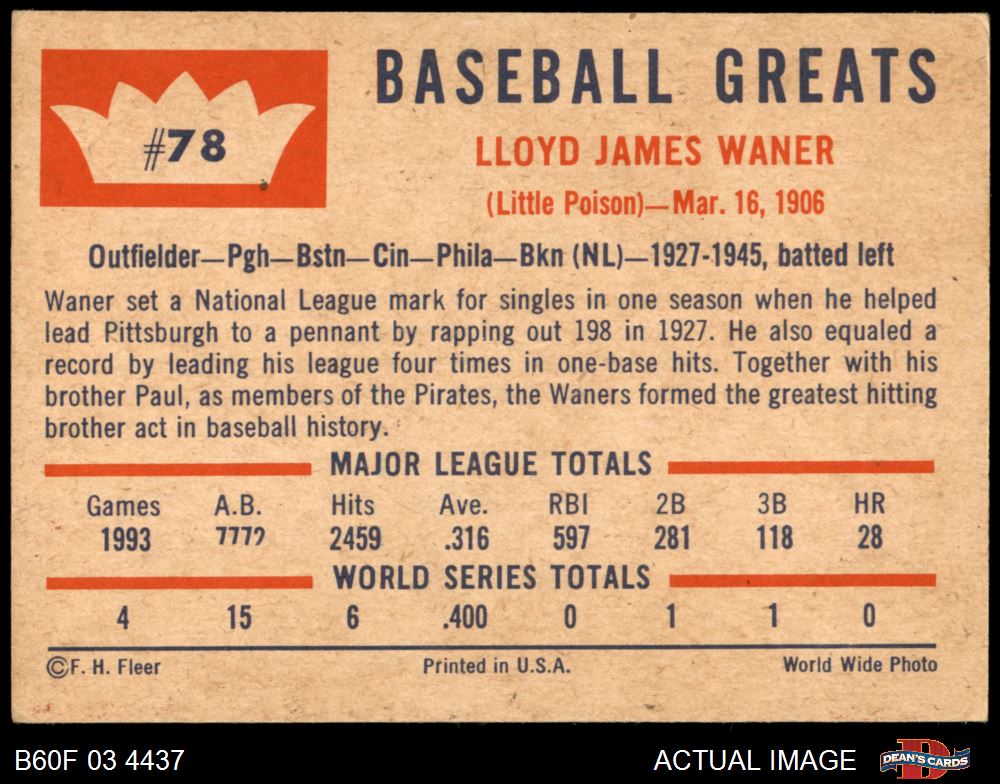 #78
BASEBALL GREATS
LLOYD JAMES WANER
(Little Poison)—Mar. 16, 1906
Outfielder—Pgh—Bstn—Cin—Phila—Bkn (NL)—1927-1945, batted left
Waner set a National League mark for singles in one season when he helped
lead Pittsburgh to a pennant by rapping out 198 in 1927. He also equaled a
record by leading his league four times in one-base hits. Together with his
brother Paul, as members of the Pirates, the Waners formed the greatest hitting
brother act in baseball history.
MAJOR LEAGUE TOTALS
Games A.B. Hits Ave. RBI 2B 3B HR
1993 7772 2459 .316 597 281 118 28
WORLD SERIES TOTALS
4 15 6 .400 0 1 1 0
©F. H. Fleer Printed in U.S.A. World Wide Photo
B60F 03 4437 ACTUAL IMAGE D DEAN'S CARDS